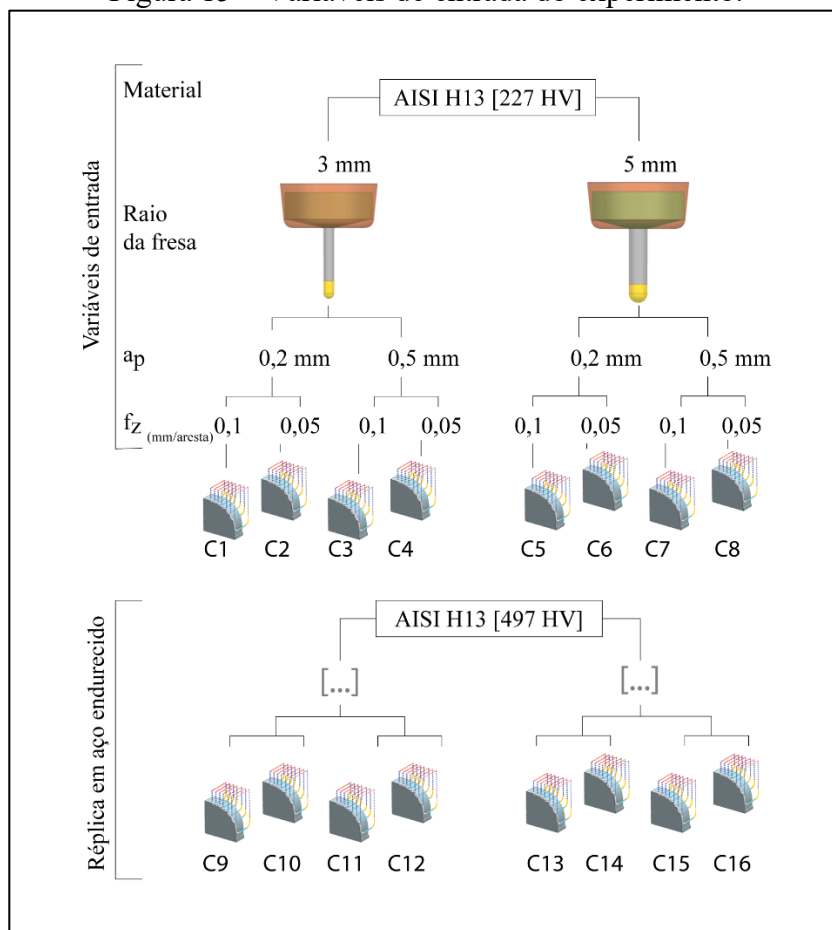 Figura 15 – Variáveis de entrada do experimento.
Variáveis de entrada
Material
AISI H13 [227 HV]
3 mm
5 mm
Raio
da fresa
ap
0,2 mm
0,5 mm
0,2 mm
0,5 mm
fz (mm/aresta)
0,1
0,05
0,1
0,05
0,1
0,05
0,1
0,05
C1
C2
C3
C4
C5
C6
C7
C8
Réplica em aço endurecido
AISI H13 [497 HV]
[...]
[...]
C9
C10
C11
C12
C13
C14
C15
C16